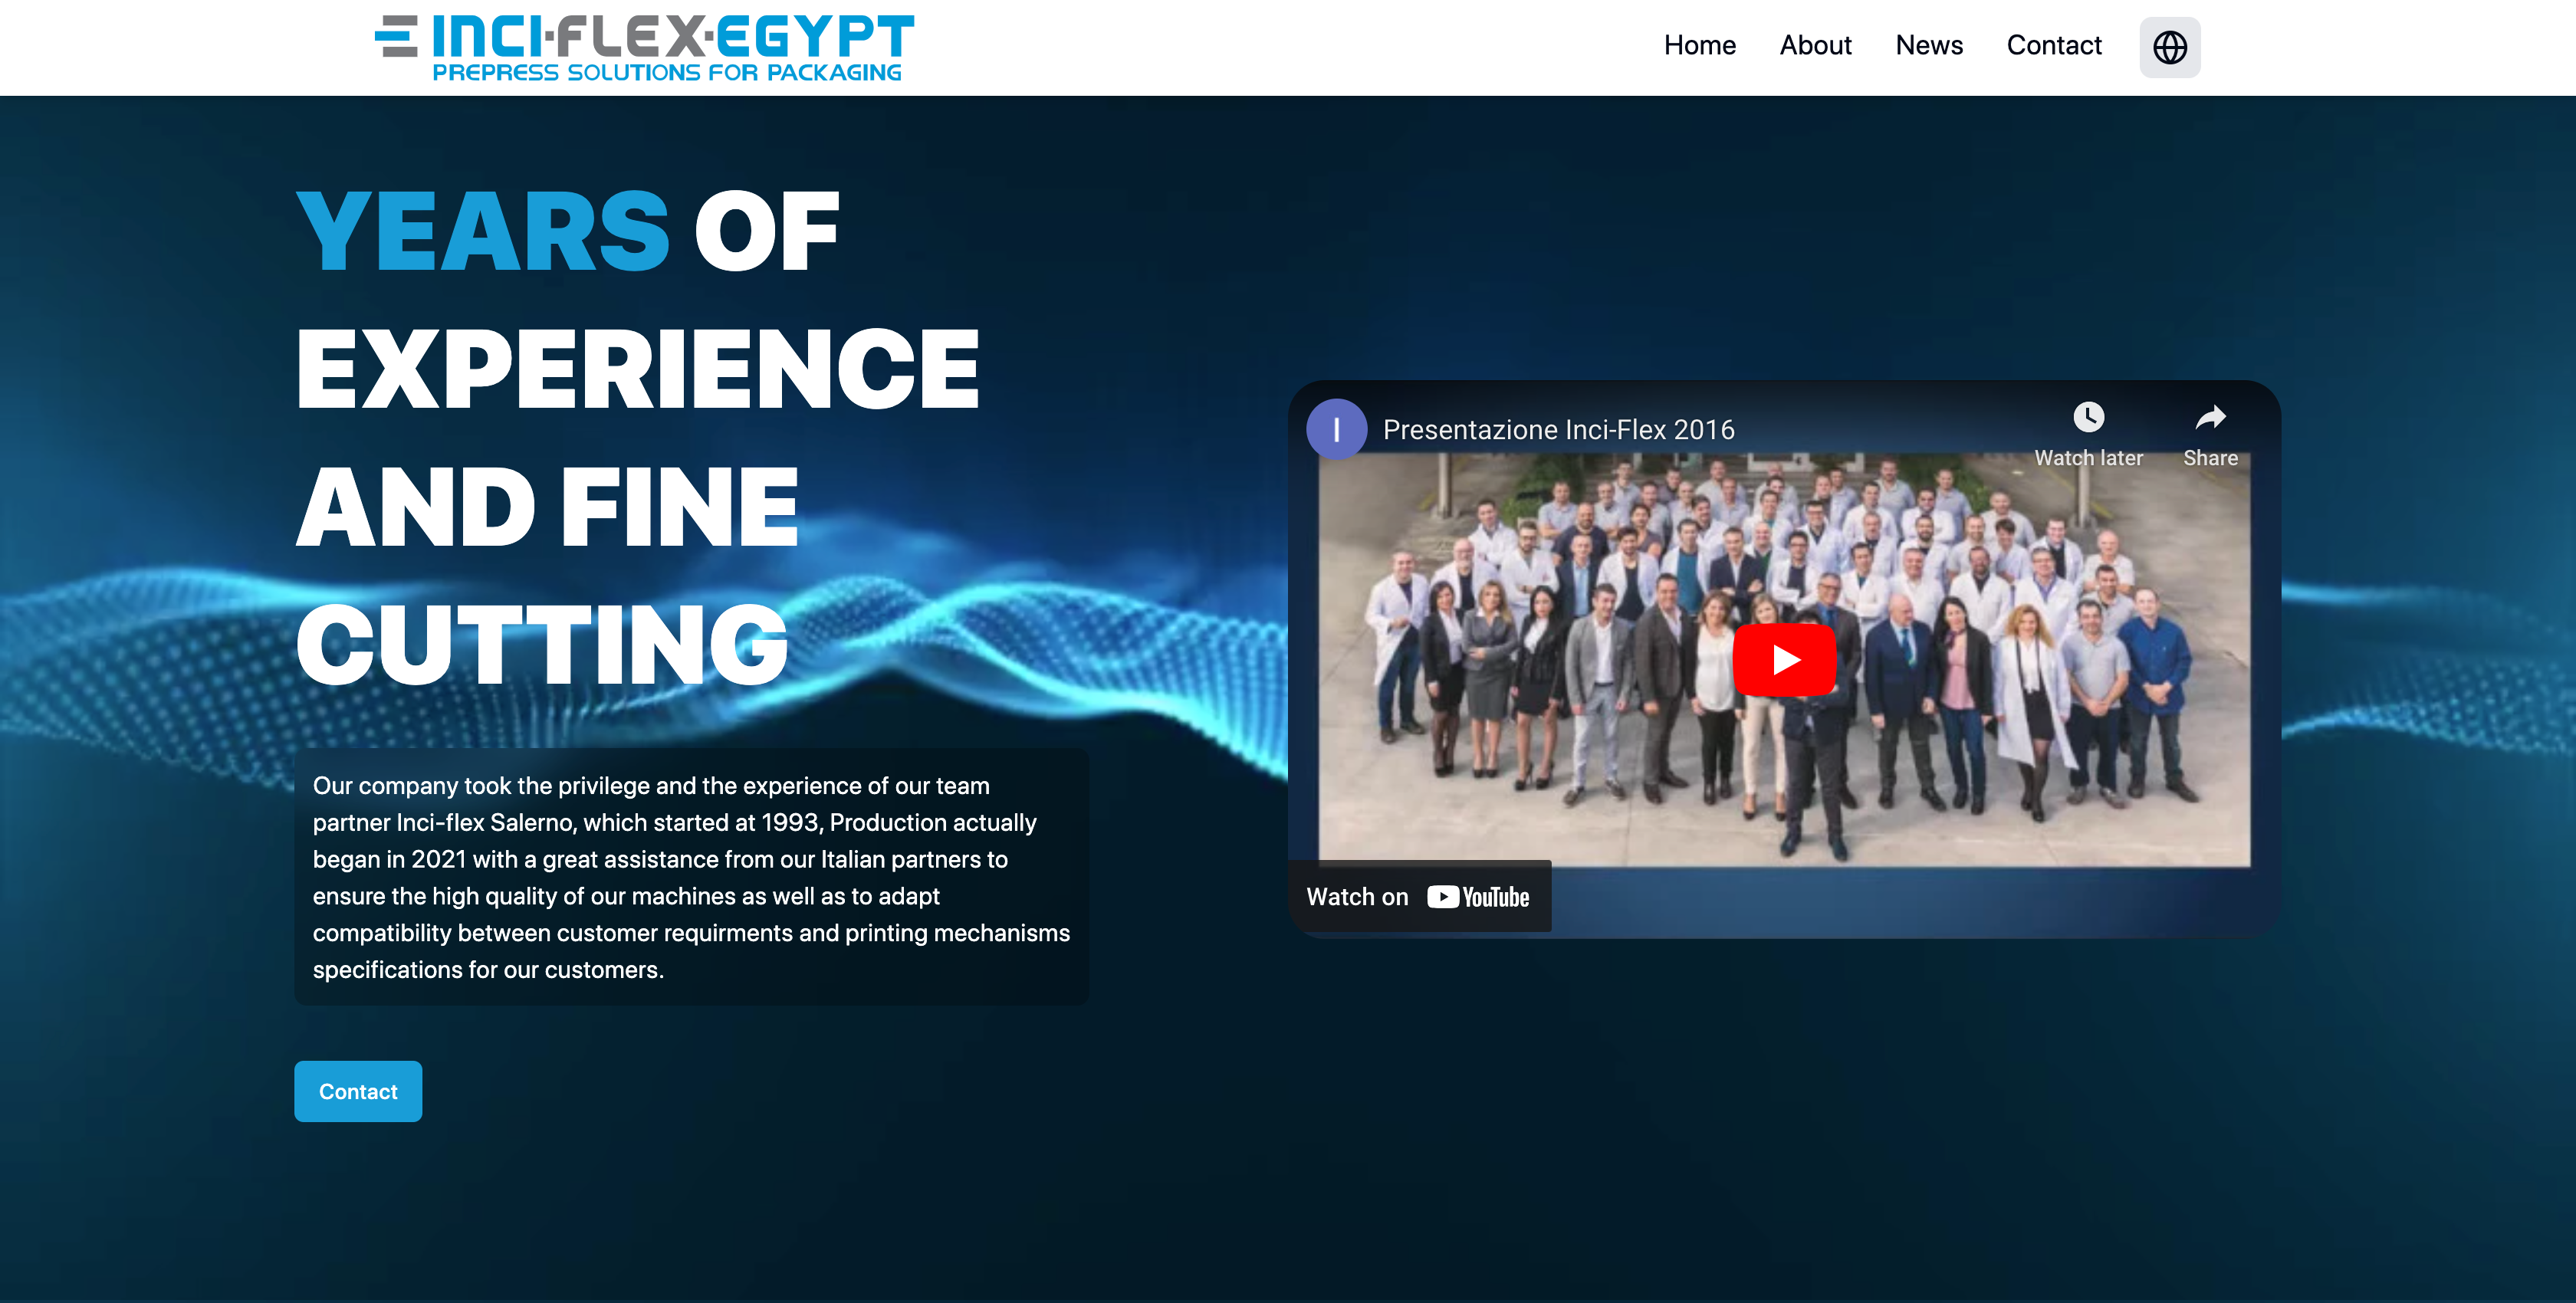 INCI·FLEX·EGYPT
PREPRESS SOLUTIONS FOR PACKAGING
Home About News Contact
YEARS OF
EXPERIENCE
AND FINE
CUTTING
Our company took the privilege and the experience of our team
partner Inci-flex Salerno, which started at 1993, Production actually
began in 2021 with a great assistance from our Italian partners to
ensure the high quality of our machines as well as to adapt
compatibility between customer requirments and printing mechanisms
specifications for our customers.
Contact
I Presentazione Inci-Flex 2016
Watch later Share
Watch on YouTube